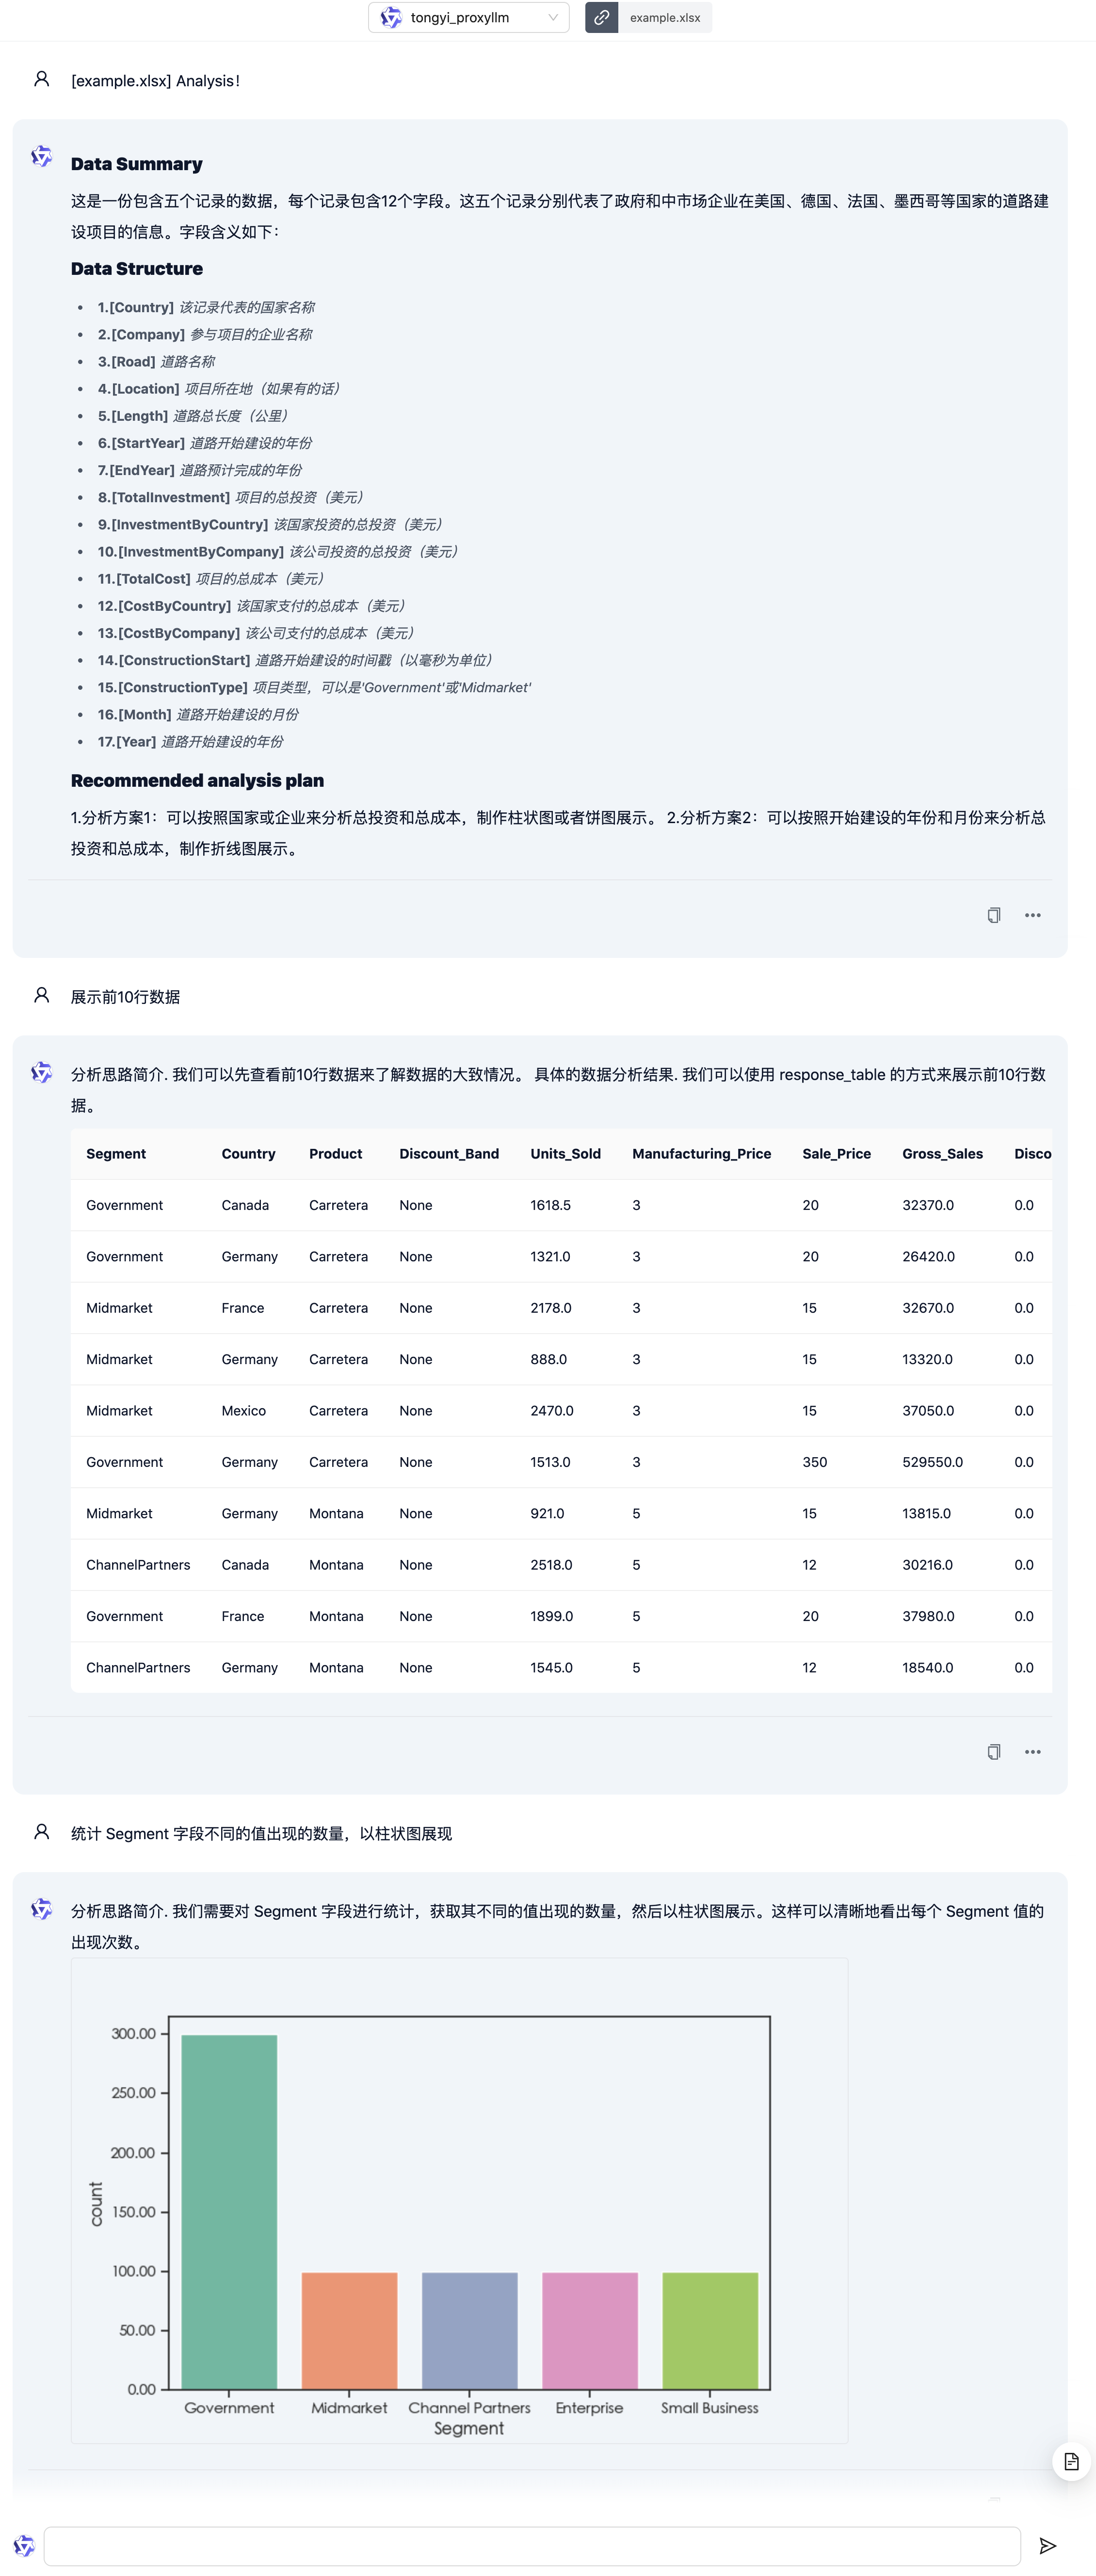 tongyi_proxyllm
example.xlsx
[example.xlsx] Analysis！
Data Summary
这是一份包含五个记录的数据，每个记录包含12个字段。这五个记录分别代表了政府和中市场企业在美国、德国、法国、墨西哥等国家的道路建
设项目的信息。字段含义如下：
Data Structure
• 1.[Country] 该记录代表的国家名称
• 2.[Company] 参与项目的企业名称
• 3.[Road] 道路名称
• 4.[Location] 项目所在地（如果有的话）
• 5.[Length] 道路总长度（公里）
• 6.[StartYear] 道路开始建设的年份
• 7.[EndYear] 道路预计完成的年份
• 8.[TotalInvestment] 项目的总投资（美元）
• 9.[InvestmentByCountry] 该国家投资的总投资（美元）
• 10.[InvestmentByCompany] 该公司投资的总投资（美元）
• 11.[TotalCost] 项目的总成本（美元）
• 12.[CostByCountry] 该国家支付的总成本（美元）
• 13.[CostByCompany] 该公司支付的总成本（美元）
• 14.[ConstructionStart] 道路开始建设的时间戳（以毫秒为单位）
• 15.[ConstructionType] 项目类型，可以是'Government'或'Midmarket'
• 16.[Month] 道路开始建设的月份
• 17.[Year] 道路开始建设的年份
Recommended analysis plan
1.分析方案1：可以按照国家或企业来分析总投资和总成本，制作柱状图或者饼图展示。 2.分析方案2：可以按照开始建设的年份和月份来分析总
投资和总成本，制作折线图展示。
展示前10行数据
分析思路简介. 我们可以先查看前10行数据来了解数据的大致情况。 具体的数据分析结果. 我们可以使用 response_table 的方式来展示前10行数
据。
Segment Country Product Discount_Band Units_Sold Manufacturing_Price Sale_Price Gross_Sales Disco
Government Canada Carretera None 1618.5 3 20 32370.0 0.0
Government Germany Carretera None 1321.0 3 20 26420.0 0.0
Midmarket France Carretera None 2178.0 3 15 32670.0 0.0
Midmarket Germany Carretera None 888.0 3 15 13320.0 0.0
Midmarket Mexico Carretera None 2470.0 3 15 37050.0 0.0
Government Germany Carretera None 1513.0 3 350 529550.0 0.0
Midmarket Germany Montana None 921.0 5 15 13815.0 0.0
ChannelPartners Canada Montana None 2518.0 5 12 30216.0 0.0
Government France Montana None 1899.0 5 20 37980.0 0.0
ChannelPartners Germany Montana None 1545.0 5 12 18540.0 0.0
统计 Segment 字段不同的值出现的数量，以柱状图展现
分析思路简介. 我们需要对 Segment 字段进行统计，获取其不同的值出现的数量，然后以柱状图展示。这样可以清晰地看出每个 Segment 值的
出现次数。
300.00
250.00
200.00
150.00
100.00
50.00
0.00
count
Government Midmarket Channel Partners Enterprise Small Business
Segment